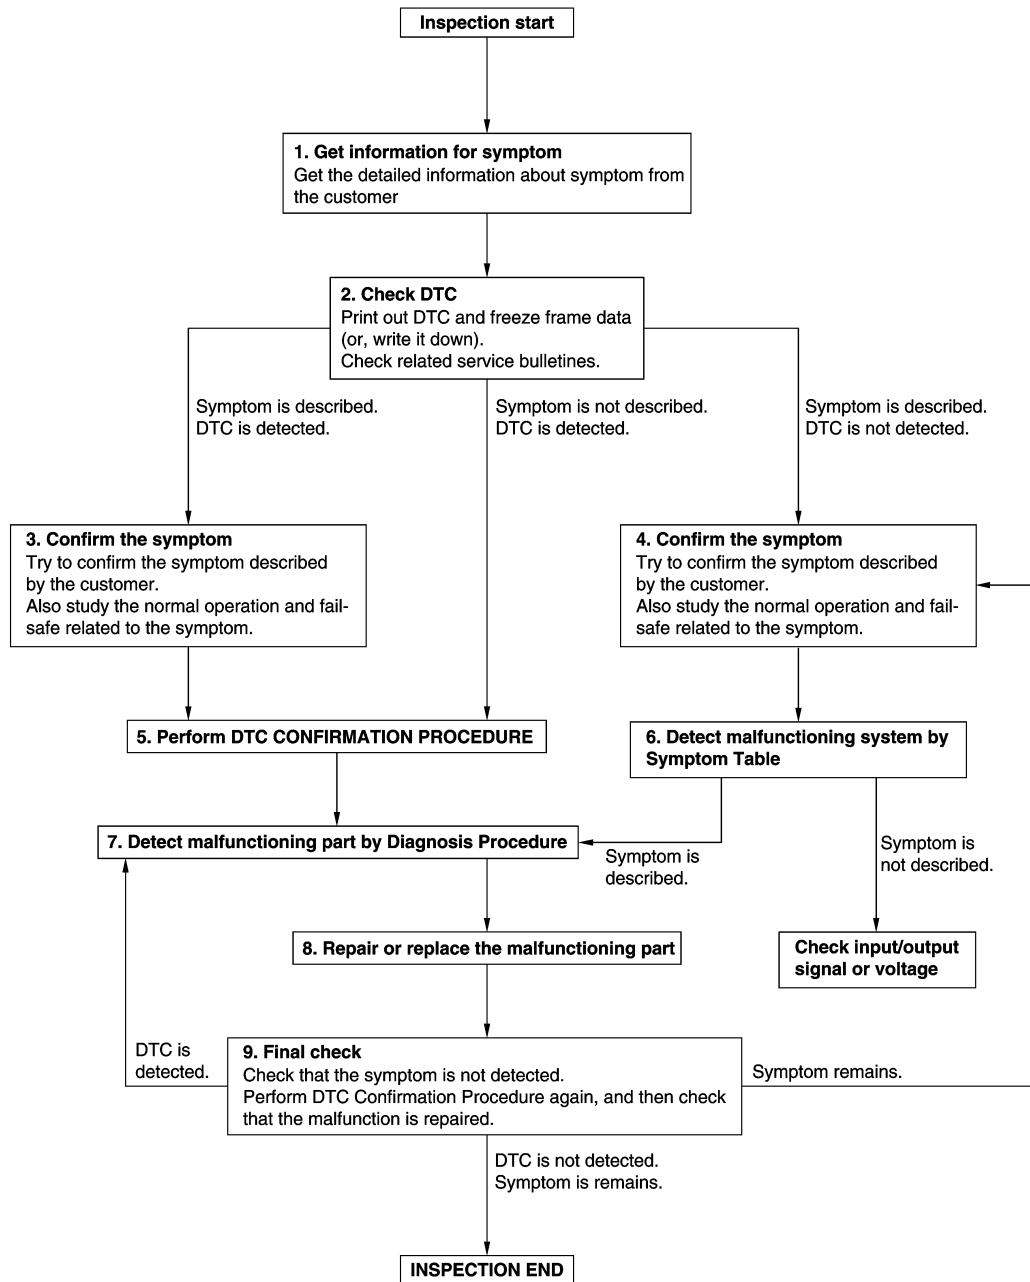 Inspection start
1. Get information for symptom
Get the detailed information about symptom from
the customer
2. Check DTC
Print out DTC and freeze frame data
(or, write it down).
Check related service bulletines.
Symptom is described.
DTC is detected.
Symptom is not described.
DTC is detected.
Symptom is described.
DTC is not detected.
3. Confirm the symptom
Try to confirm the symptom described
by the customer.
Also study the normal operation and fail-
safe related to the symptom.
4. Confirm the symptom
Try to confirm the symptom described
by the customer.
Also study the normal operation and fail-
safe related to the symptom.
5. Perform DTC CONFIRMATION PROCEDURE
6. Detect malfunctioning system by
Symptom Table
7. Detect malfunctioning part by Diagnosis Procedure
Symptom is
described.
Symptom is
not described.
8. Repair or replace the malfunctioning part
Check input/output
signal or voltage
DTC is
detected.
9. Final check
Check that the symptom is not detected.
Perform DTC Confirmation Procedure again, and then check
that the malfunction is repaired.
Symptom remains.
DTC is not detected.
Symptom is remains.
INSPECTION END